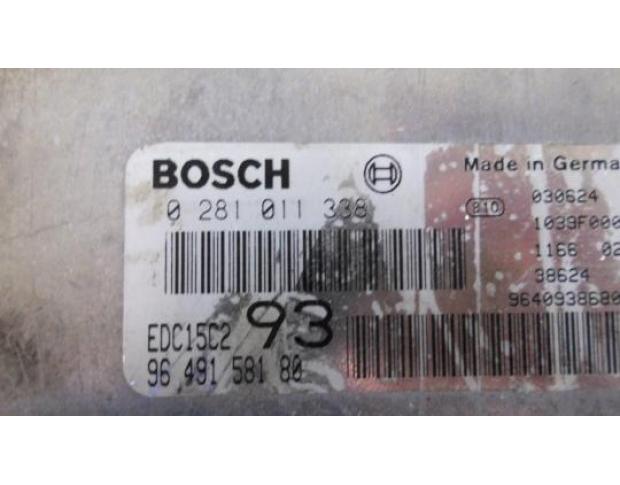 BOSCH
0 281 011 338
EDC15C2 93
96 491 581 80
Made in Germa
310 030624
1039F000
1166 02
38624
9640938680